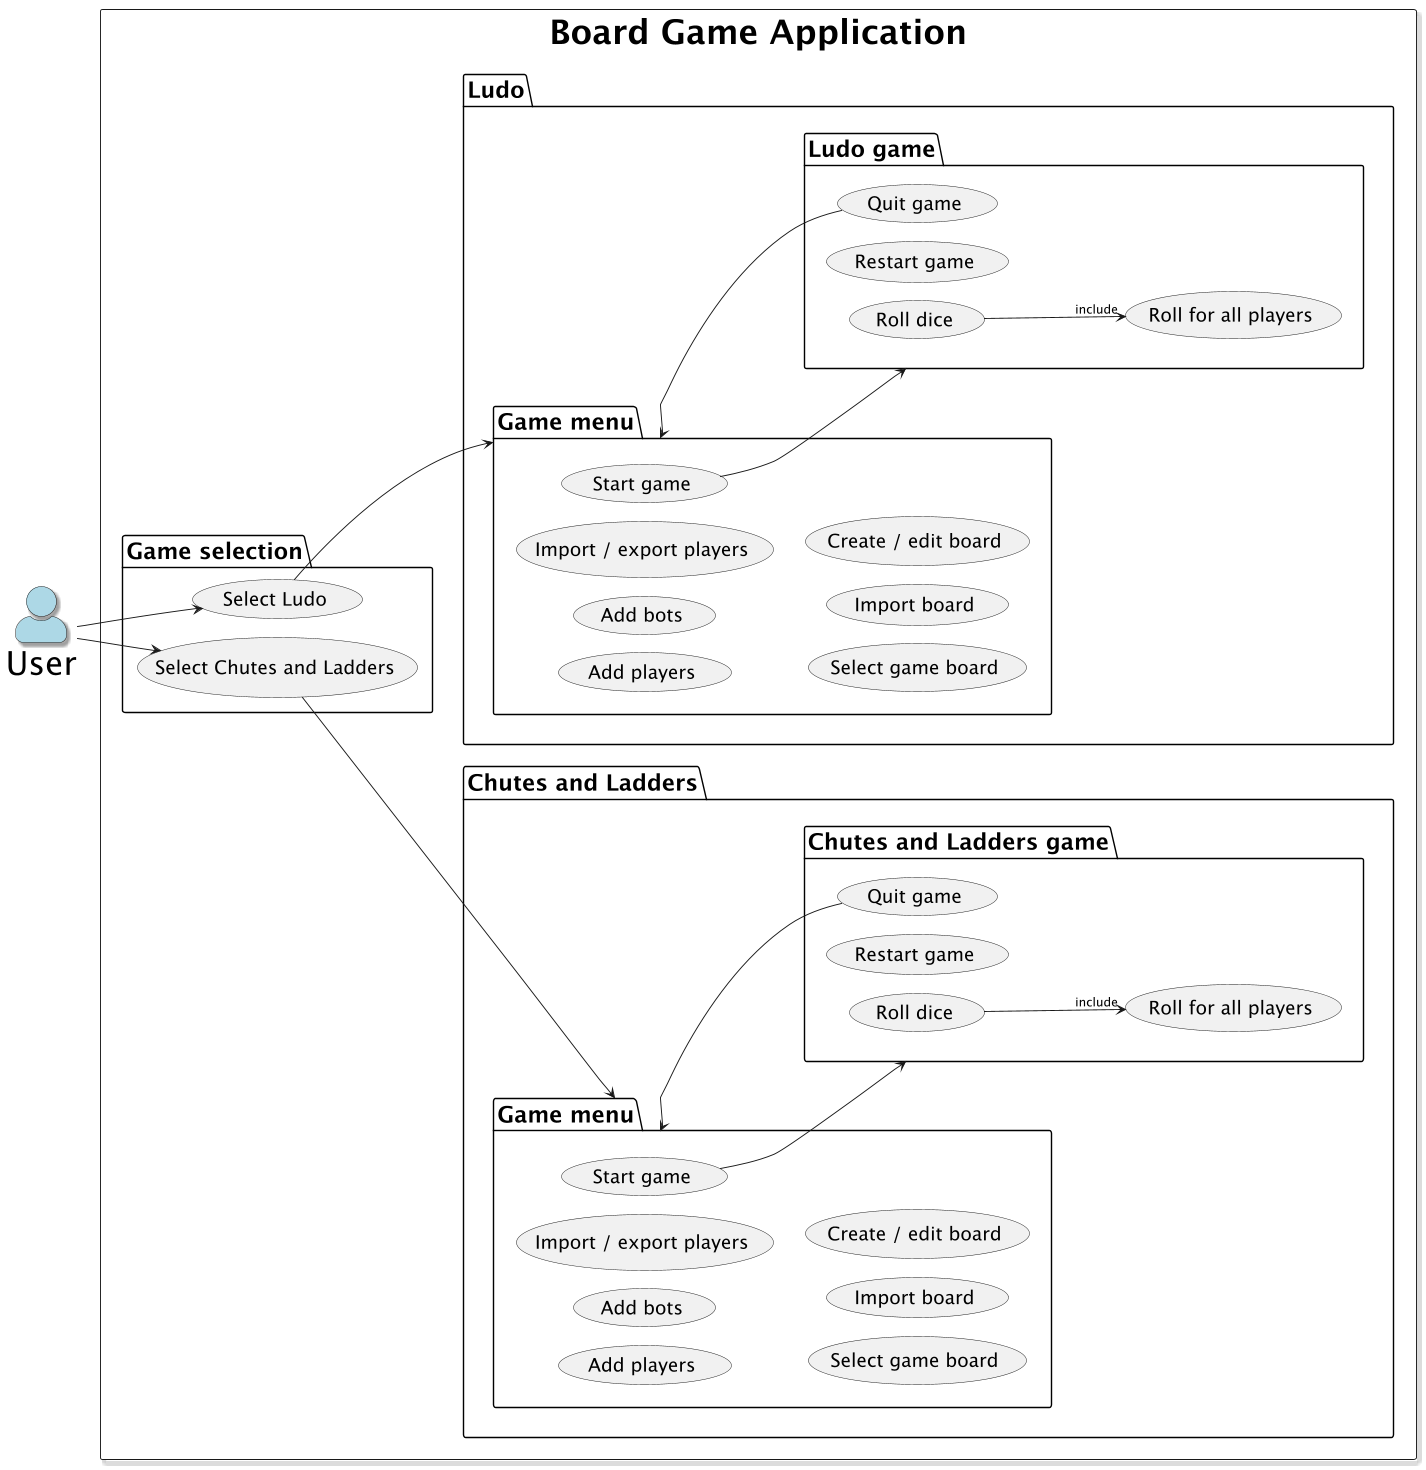 Board Game Application
Ludo
Ludo game
Quit game
Restart game
Roll dice
include
Roll for all players
Game menu
Start game
Import / export players
Create / edit board
Add bots
Import board
Add players
Select game board
Game selection
Select Ludo
Select Chutes and Ladders
User
Chutes and Ladders
Chutes and Ladders game
Quit game
Restart game
Roll dice
include
Roll for all players
Game menu
Start game
Import / export players
Create / edit board
Add bots
Import board
Add players
Select game board